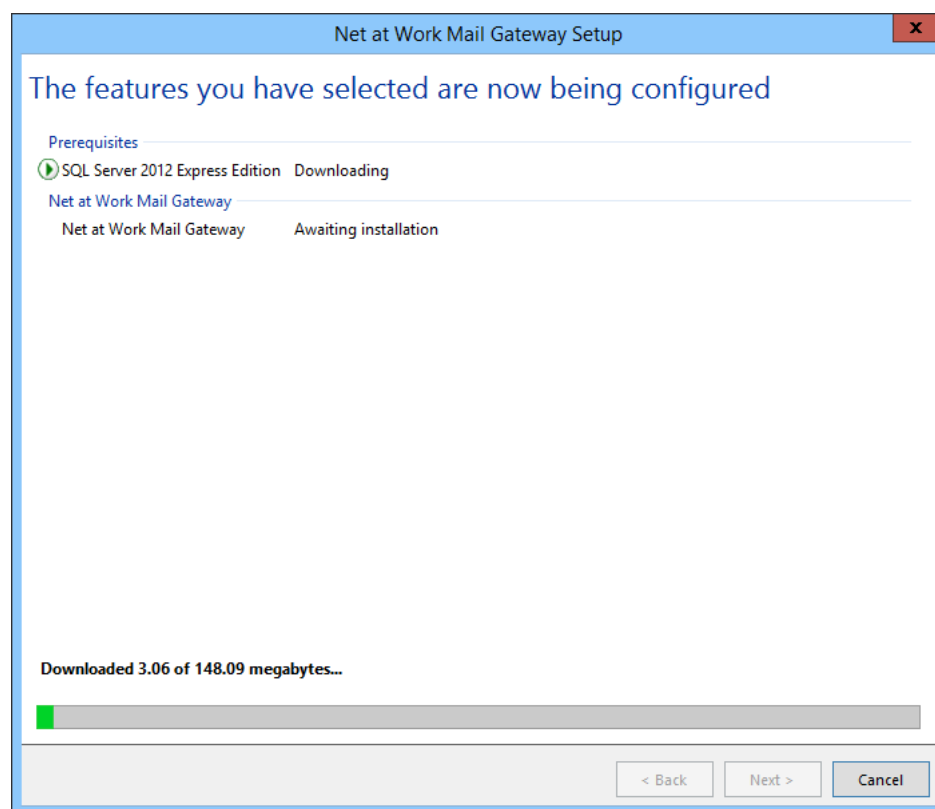 Net at Work Mail Gateway Setup
x
The features you have selected are now being configured
Prerequisites
SQL Server 2012 Express Edition Downloading
Net at Work Mail Gateway
Net at Work Mail Gateway Awaiting installation
Downloaded 3.06 of 148.09 megabytes...
< Back Next > Cancel